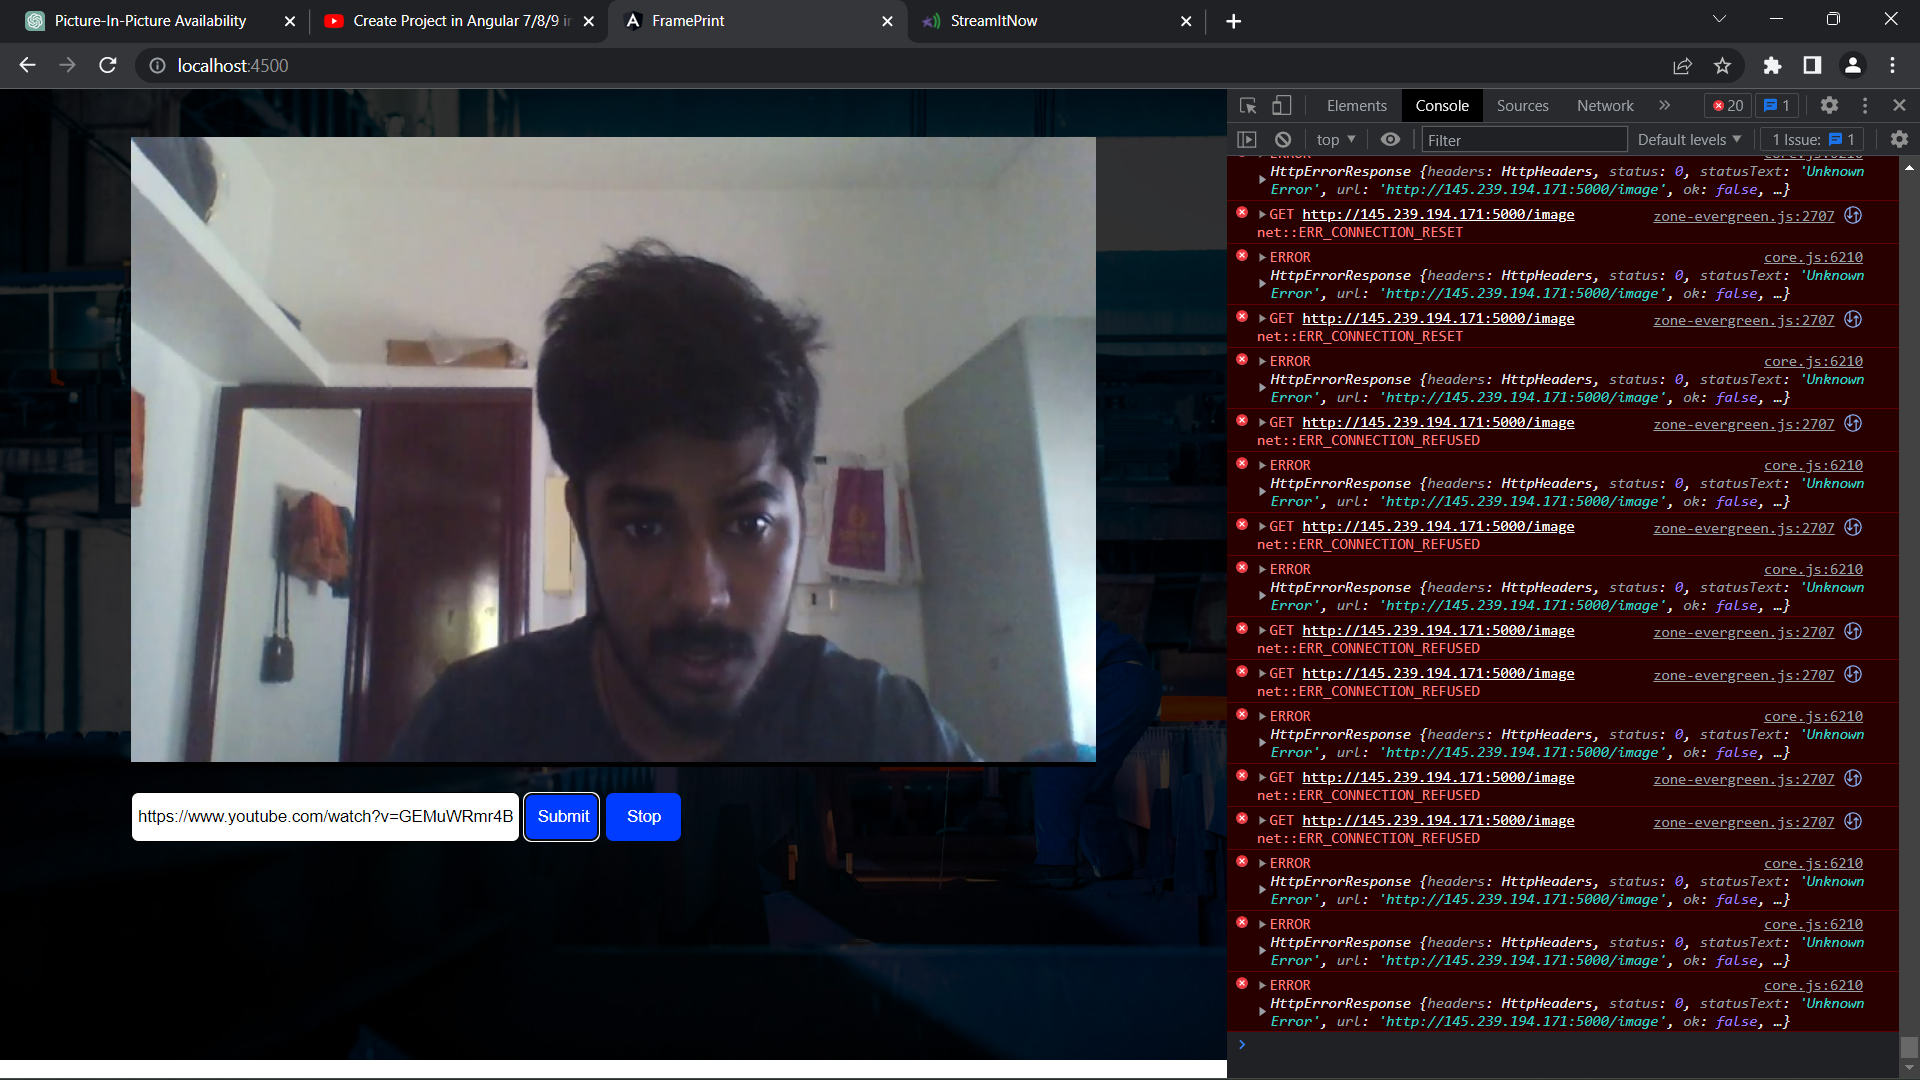 Picture-In-Picture Availability
Create Project in Angular 7/8/9 in
FramePrint
StreamItNow
localhost:4500
Elements Console Sources Network 20 1
top Filter Default levels 1 Issue: 1
ERROR core.js:6210
HttpErrorResponse {headers: HttpHeaders, status: 0, statusText: 'Unknown
Error', url: 'http://145.239.194.171:5000/image', ok: false, …}
GET http://145.239.194.171:5000/image zone-evergreen.js:2707
net::ERR_CONNECTION_RESET
ERROR core.js:6210
HttpErrorResponse {headers: HttpHeaders, status: 0, statusText: 'Unknown
Error', url: 'http://145.239.194.171:5000/image', ok: false, …}
GET http://145.239.194.171:5000/image zone-evergreen.js:2707
net::ERR_CONNECTION_RESET
ERROR core.js:6210
HttpErrorResponse {headers: HttpHeaders, status: 0, statusText: 'Unknown
Error', url: 'http://145.239.194.171:5000/image', ok: false, …}
GET http://145.239.194.171:5000/image zone-evergreen.js:2707
net::ERR_CONNECTION_REFUSED
ERROR core.js:6210
HttpErrorResponse {headers: HttpHeaders, status: 0, statusText: 'Unknown
Error', url: 'http://145.239.194.171:5000/image', ok: false, …}
GET http://145.239.194.171:5000/image zone-evergreen.js:2707
net::ERR_CONNECTION_REFUSED
ERROR core.js:6210
HttpErrorResponse {headers: HttpHeaders, status: 0, statusText: 'Unknown
Error', url: 'http://145.239.194.171:5000/image', ok: false, …}
GET http://145.239.194.171:5000/image zone-evergreen.js:2707
net::ERR_CONNECTION_REFUSED
GET http://145.239.194.171:5000/image zone-evergreen.js:2707
net::ERR_CONNECTION_REFUSED
ERROR core.js:6210
HttpErrorResponse {headers: HttpHeaders, status: 0, statusText: 'Unknown
Error', url: 'http://145.239.194.171:5000/image', ok: false, …}
GET http://145.239.194.171:5000/image zone-evergreen.js:2707
net::ERR_CONNECTION_REFUSED
GET http://145.239.194.171:5000/image zone-evergreen.js:2707
net::ERR_CONNECTION_REFUSED
ERROR core.js:6210
HttpErrorResponse {headers: HttpHeaders, status: 0, statusText: 'Unknown
Error', url: 'http://145.239.194.171:5000/image', ok: false, …}
ERROR core.js:6210
HttpErrorResponse {headers: HttpHeaders, status: 0, statusText: 'Unknown
Error', url: 'http://145.239.194.171:5000/image', ok: false, …}
ERROR core.js:6210
HttpErrorResponse {headers: HttpHeaders, status: 0, statusText: 'Unknown
Error', url: 'http://145.239.194.171:5000/image', ok: false, …}
https://www.youtube.com/watch?v=GEMuWRmr4B Submit Stop